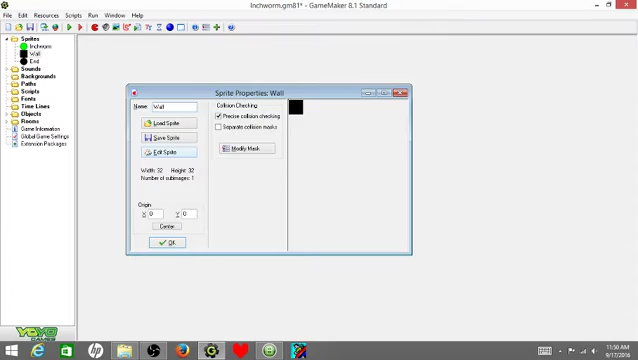 Inchworm.gm81* - GameMaker 8.1 Standard
File Edit Resources Scripts Run Window Help
Sprites
Inchworm
Wall
End
Sounds
Backgrounds
Paths
Scripts
Fonts
Time Lines
Objects
Rooms
Game Information
Global Game Settings
Extension Packages
Sprite Properties: Wall
Name: Wall
Load Sprite
Save Sprite
Edit Sprite
Width: 32 Height: 32
Number of subimages: 1
Origin
X 0 Y 0
Center
OK
Collision Checking
Precise collision checking
Separate collision masks
Modify Mask
YOYO
GAMES
hp
11:50 AM
9/17/2016